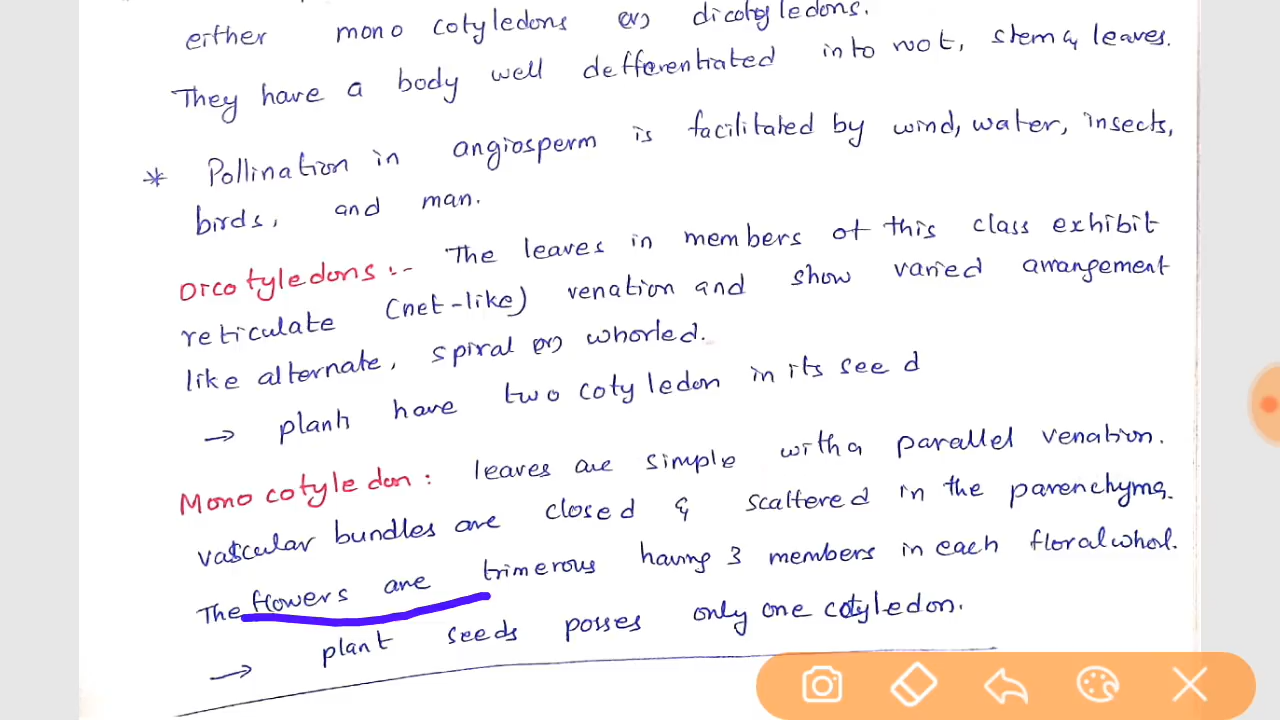 either mono cotyledons (or) dicotyledons.
They have a body well defferentiated into root, stem & leaves.
* Pollination in angiosperm is facilitated by wind, water, insects,
birds, and man.
Dicotyledons :- The leaves in members of this class exhibit
reticulate (net-like) venation and show varied arrangement
like alternate, spiral (or) whorled.
→ plants have two cotyledon in its seed
Mono cotyledon : leaves are simple with a parallel venation.
vascular bundles are closed & scattered in the parenchyma.
The flowers are trimerous having 3 members in each floral whorl.
→ plant seeds posses only one cotyledon.